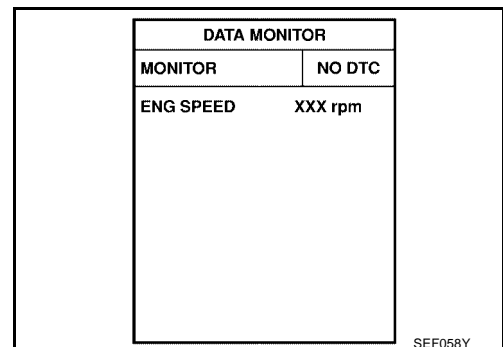 DATA MONITOR
MONITOR NO DTC
ENG SPEED XXX rpm
SEF058Y